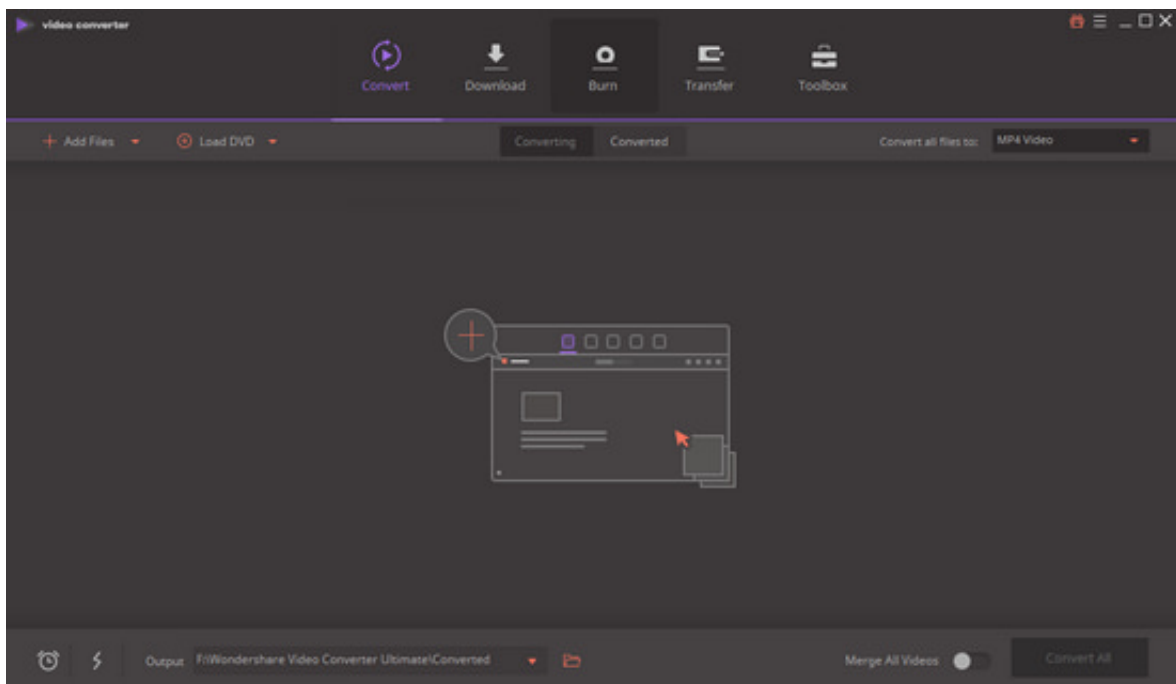 video converter
Convert
Download
Burn
Transfer
Toolbox
Add Files
Load DVD
Converting
Converted
Convert all files to:
MP4 Video
Output
F:\Wondershare Video Converter Ultimate\Converted
Merge All Videos
Convert All